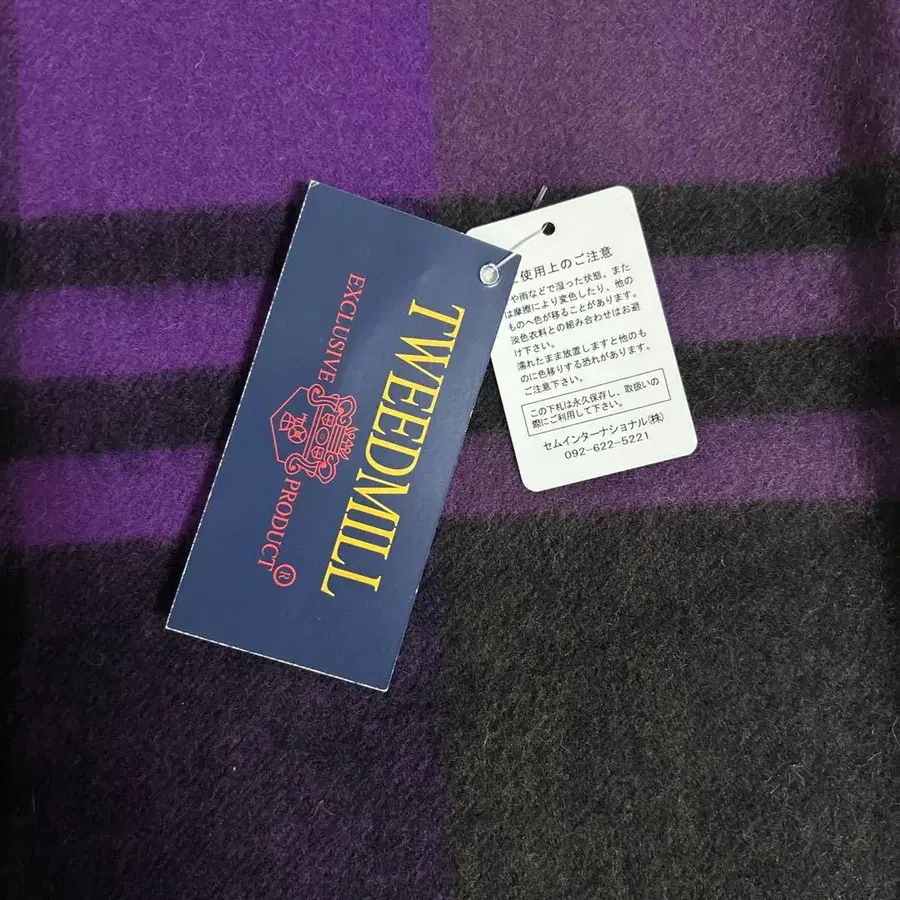 TWEEDMILL
EXCLUSIVE PRODUCT®
使用上のご注意
や雨などで湿った状態、また
は摩擦により変色したり、他の
ものへ色が移ることがあります。
淡色衣料との組み合わせはお避
け下さい。
濡れたまま放置しますと他のも
のに色移りする恐れがあります。
ご注意下さい。
この下札は永久保存し、取扱いの
際にご利用して下さい。
セムインターナショナル(株)
092-622-5221